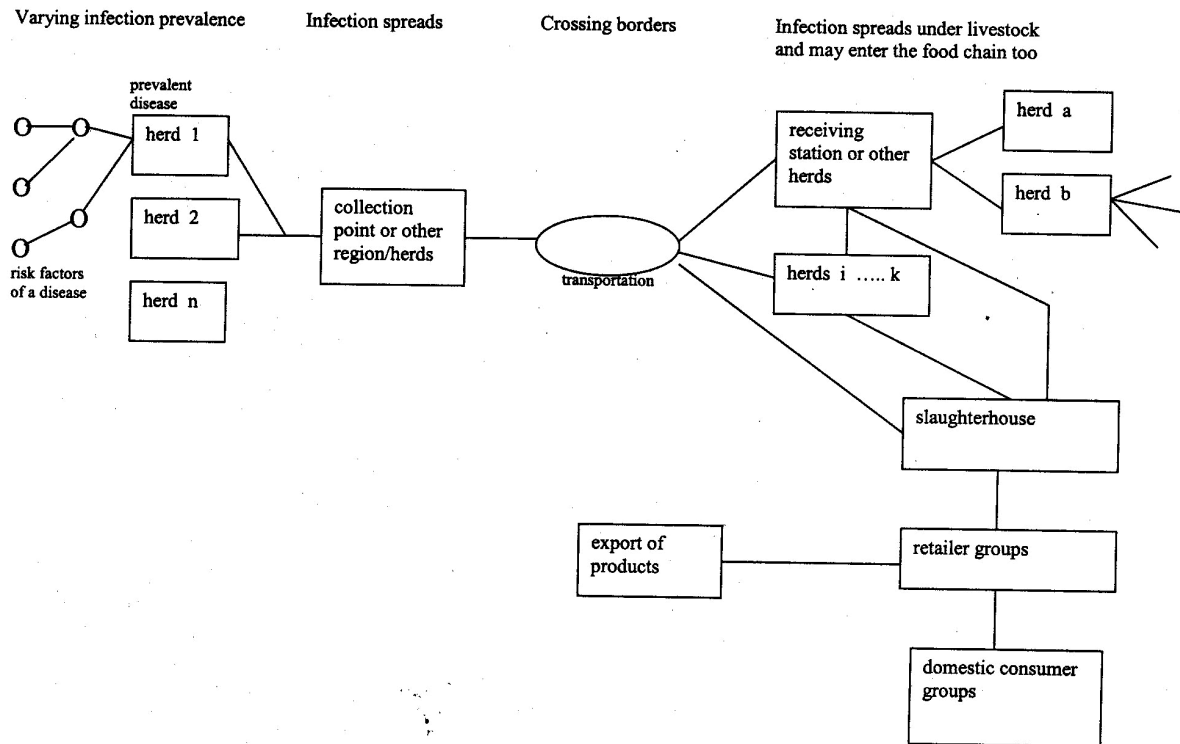 Varying infection prevalence
Infection spreads
Crossing borders
Infection spreads under livestock
and may enter the food chain too
prevalent
disease
herd 1
herd 2
herd n
risk factors
of a disease
collection
point or other
region/herds
transportation
receiving
station or other
herds
herd a
herd b
herds i ..... k
slaughterhouse
export of
products
retailer groups
domestic consumer
groups